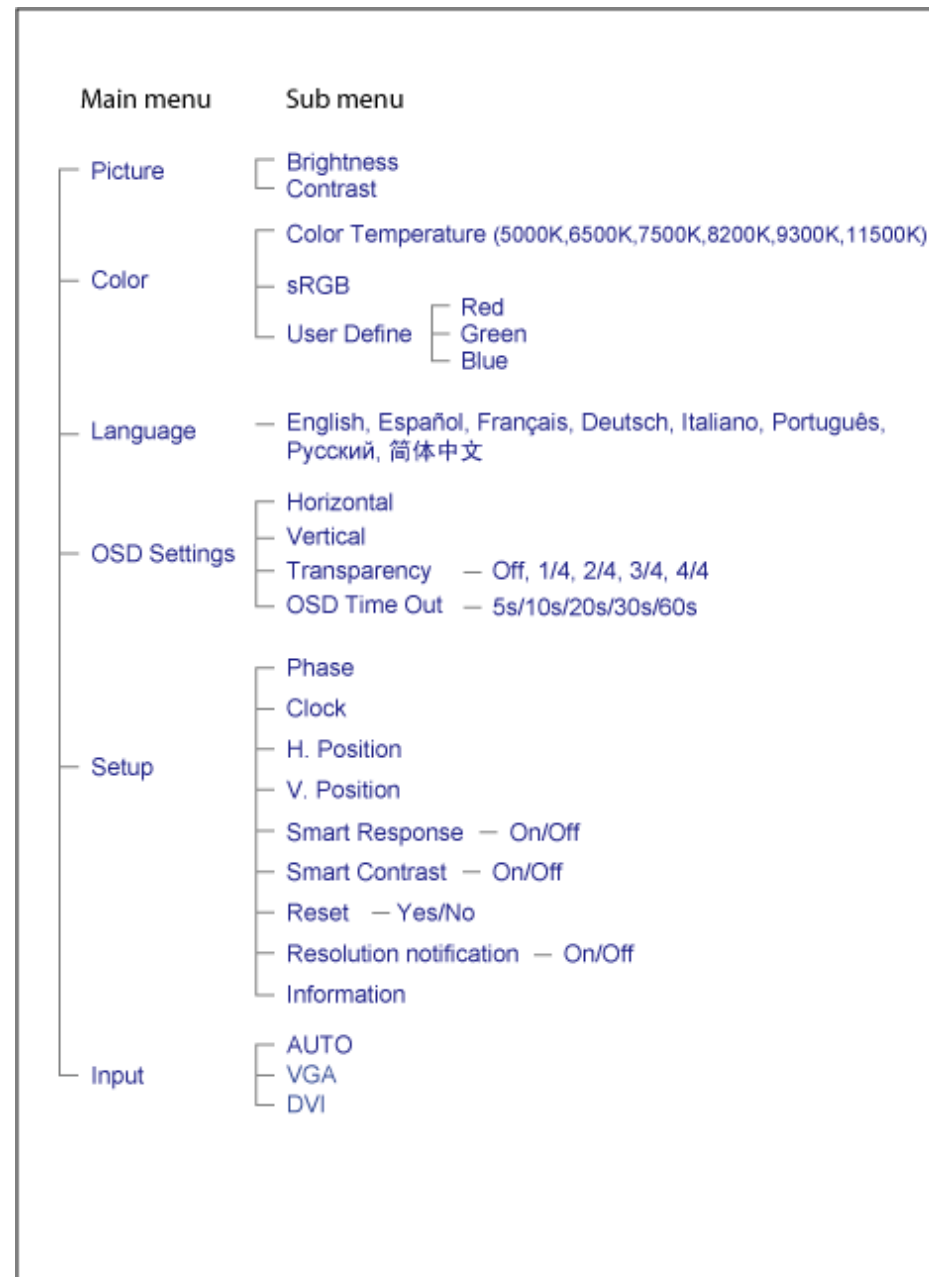 Main menu Sub menu
Picture
Brightness
Contrast
Color
Color Temperature (5000K,6500K,7500K,8200K,9300K,11500K)
sRGB
User Define
Red
Green
Blue
Language
English, Español, Français, Deutsch, Italiano, Português,
Русский, 简体中文
OSD Settings
Horizontal
Vertical
Transparency — Off, 1/4, 2/4, 3/4, 4/4
OSD Time Out — 5s/10s/20s/30s/60s
Setup
Phase
Clock
H. Position
V. Position
Smart Response — On/Off
Smart Contrast — On/Off
Reset — Yes/No
Resolution notification — On/Off
Information
Input
AUTO
VGA
DVI